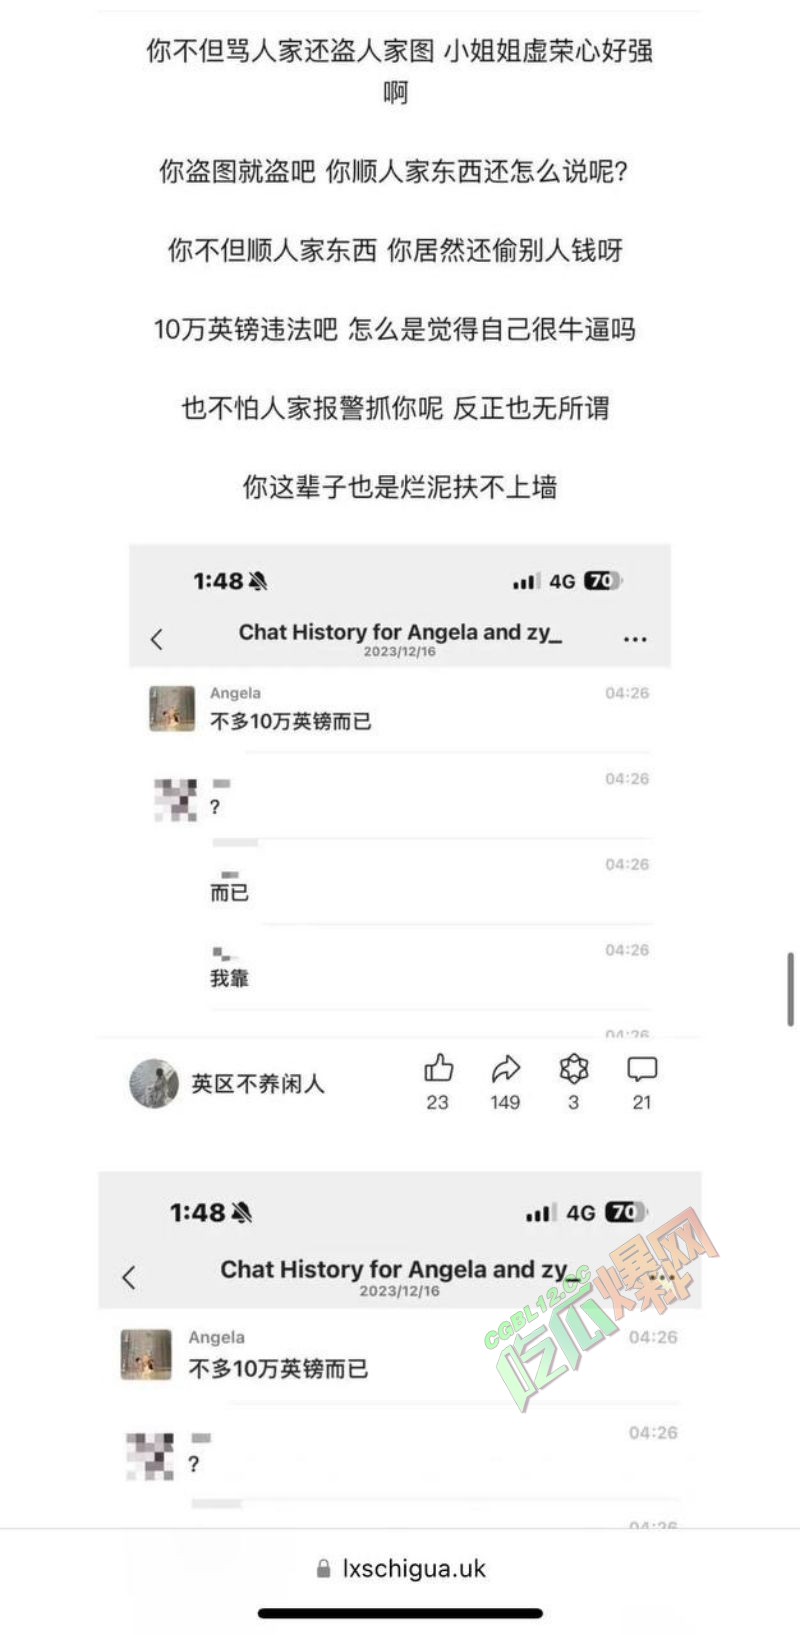 你不但骂人家还盗人家图 小姐姐虚荣心好强
啊
你盗图就盗吧 你顺人家东西还怎么说呢?
你不但顺人家东西 你居然还偷别人钱呀
10万英镑违法吧 怎么是觉得自己很牛逼吗
也不怕人家报警抓你呢 反正也无所谓
你这辈子也是烂泥扶不上墙
1:48 4G 70
Chat History for Angela and zy_
2023/12/16
Angela 04:26
不多10万英镑而已
04:26
?
04:26
而已
04:26
我靠
04:26
英区不养闲人
23 149 3 21
1:48 4G 70
Chat History for Angela and zy_
2023/12/16
CGBL12.CC
吃瓜爆网
Angela 04:26
不多10万英镑而已
04:26
?
04:26
lxschigua.uk